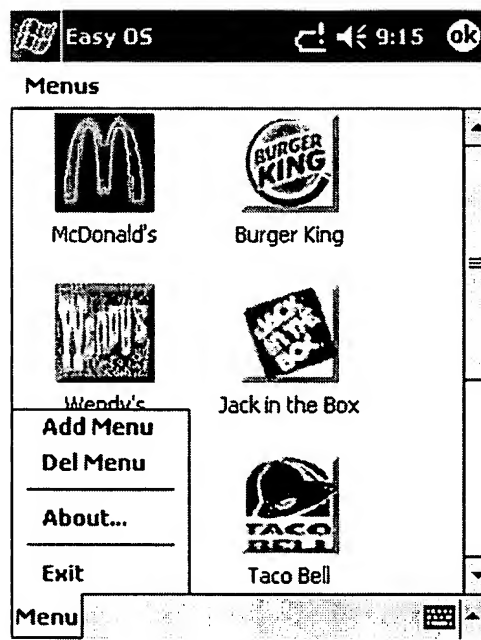 Easy OS 9:15 ok
Menus
McDonald's
BURGER
KING
Burger King
Wendy's
Wendy's
JACK
IN THE
BOX
Jack in the Box
Add Menu
Del Menu
About...
Exit
TACO
BELL
Taco Bell
Menu